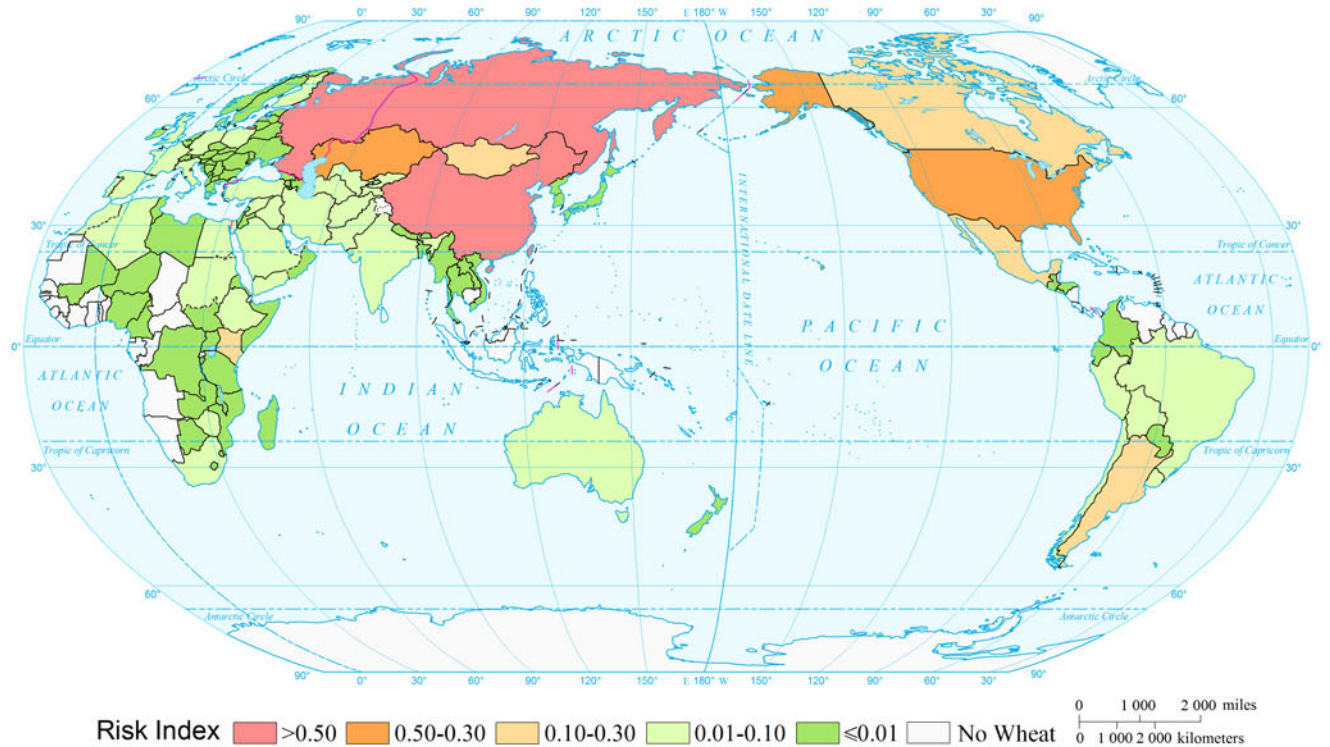 90° 0° 30° 60° 90° 120° 150° E 180° W 150° 120° 90° 60° 30° 90°
ARCTIC OCEAN
Arctic Circle
Arctic Circle
60°
60°
30°
30°
Tropic of Cancer
Tropic of Cancer
INTERNATIONAL DATE LINE
ATLANTIC
OCEAN
PACIFIC
OCEAN
Equator
Equator
0°
0°
ATLANTIC
OCEAN
INDIAN
OCEAN
Tropic of Capricorn
Tropic of Capricorn
30°
30°
60°
60°
Antarctic Circle
Antarctic Circle
90° 0° 30° 60° 90° 120° 150° E 180° W 150° 120° 90° 60° 30° 90°
Risk Index >0.50 0.50-0.30 0.10-0.30 0.01-0.10 ≤0.01 No Wheat
0 1 000 2 000 miles
0 1 000 2 000 kilometers